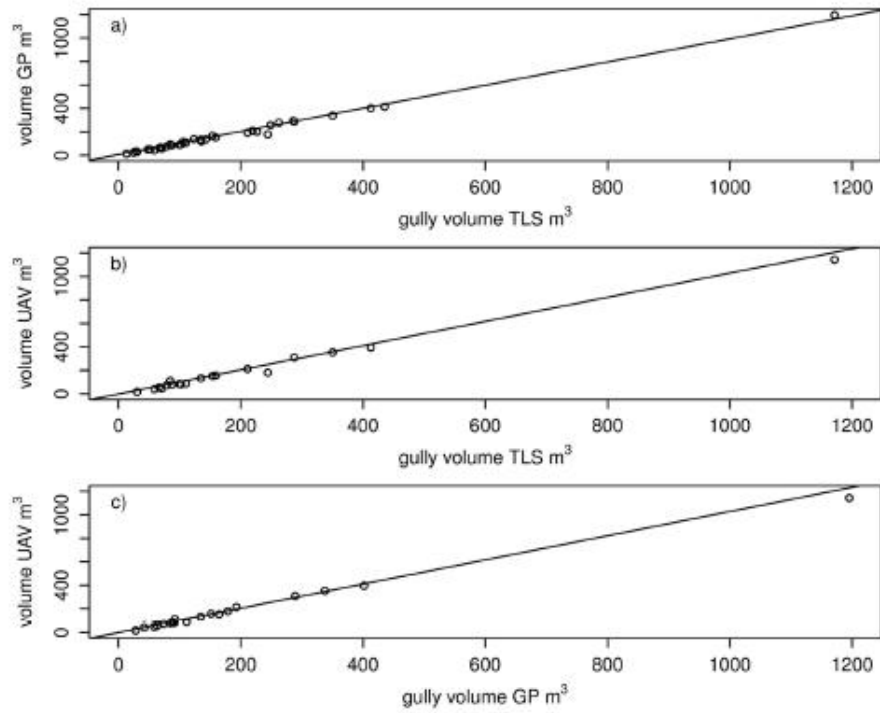 a)
volume GP m³
1000
400
0
0 200 400 600 800 1000 1200
gully volume TLS m³
b)
volume UAV m³
1000
400
0
0 200 400 600 800 1000 1200
gully volume TLS m³
c)
volume UAV m³
1000
400
0
0 200 400 600 800 1000 1200
gully volume GP m³